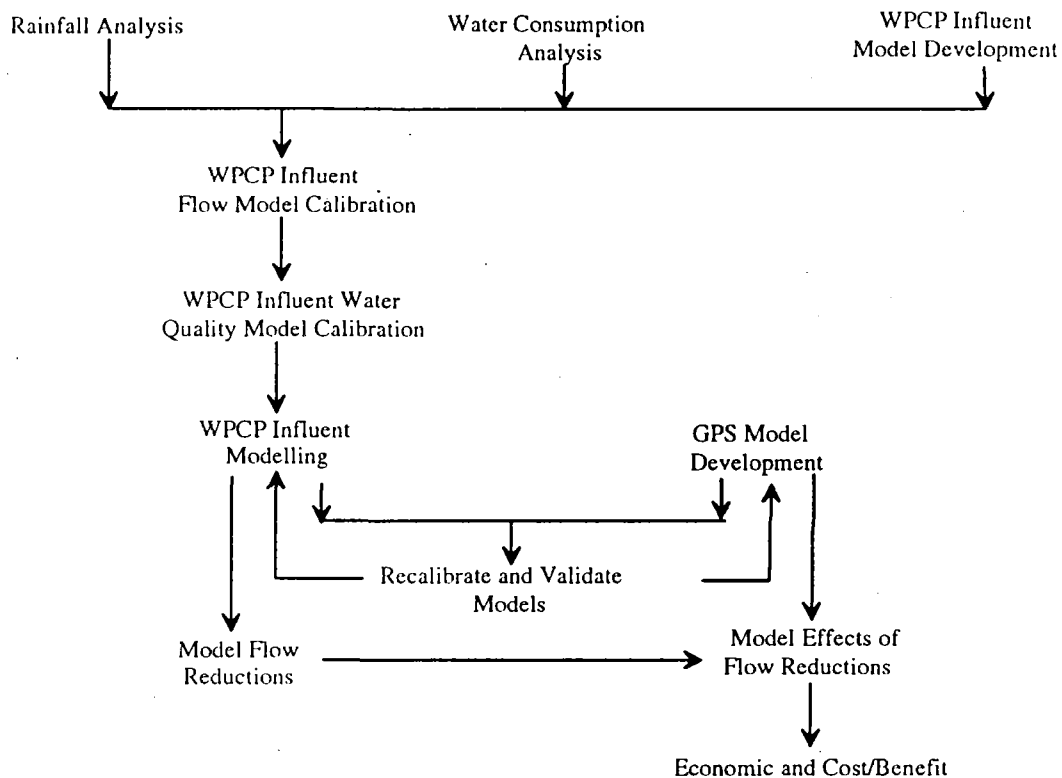 Rainfall Analysis
Water Consumption
Analysis
WPCP Influent
Model Development
WPCP Influent
Flow Model Calibration
WPCP Influent Water
Quality Model Calibration
WPCP Influent
Modelling
GPS Model
Development
Recalibrate and Validate
Models
Model Flow
Reductions
Model Effects of
Flow Reductions
Economic and Cost/Benefit